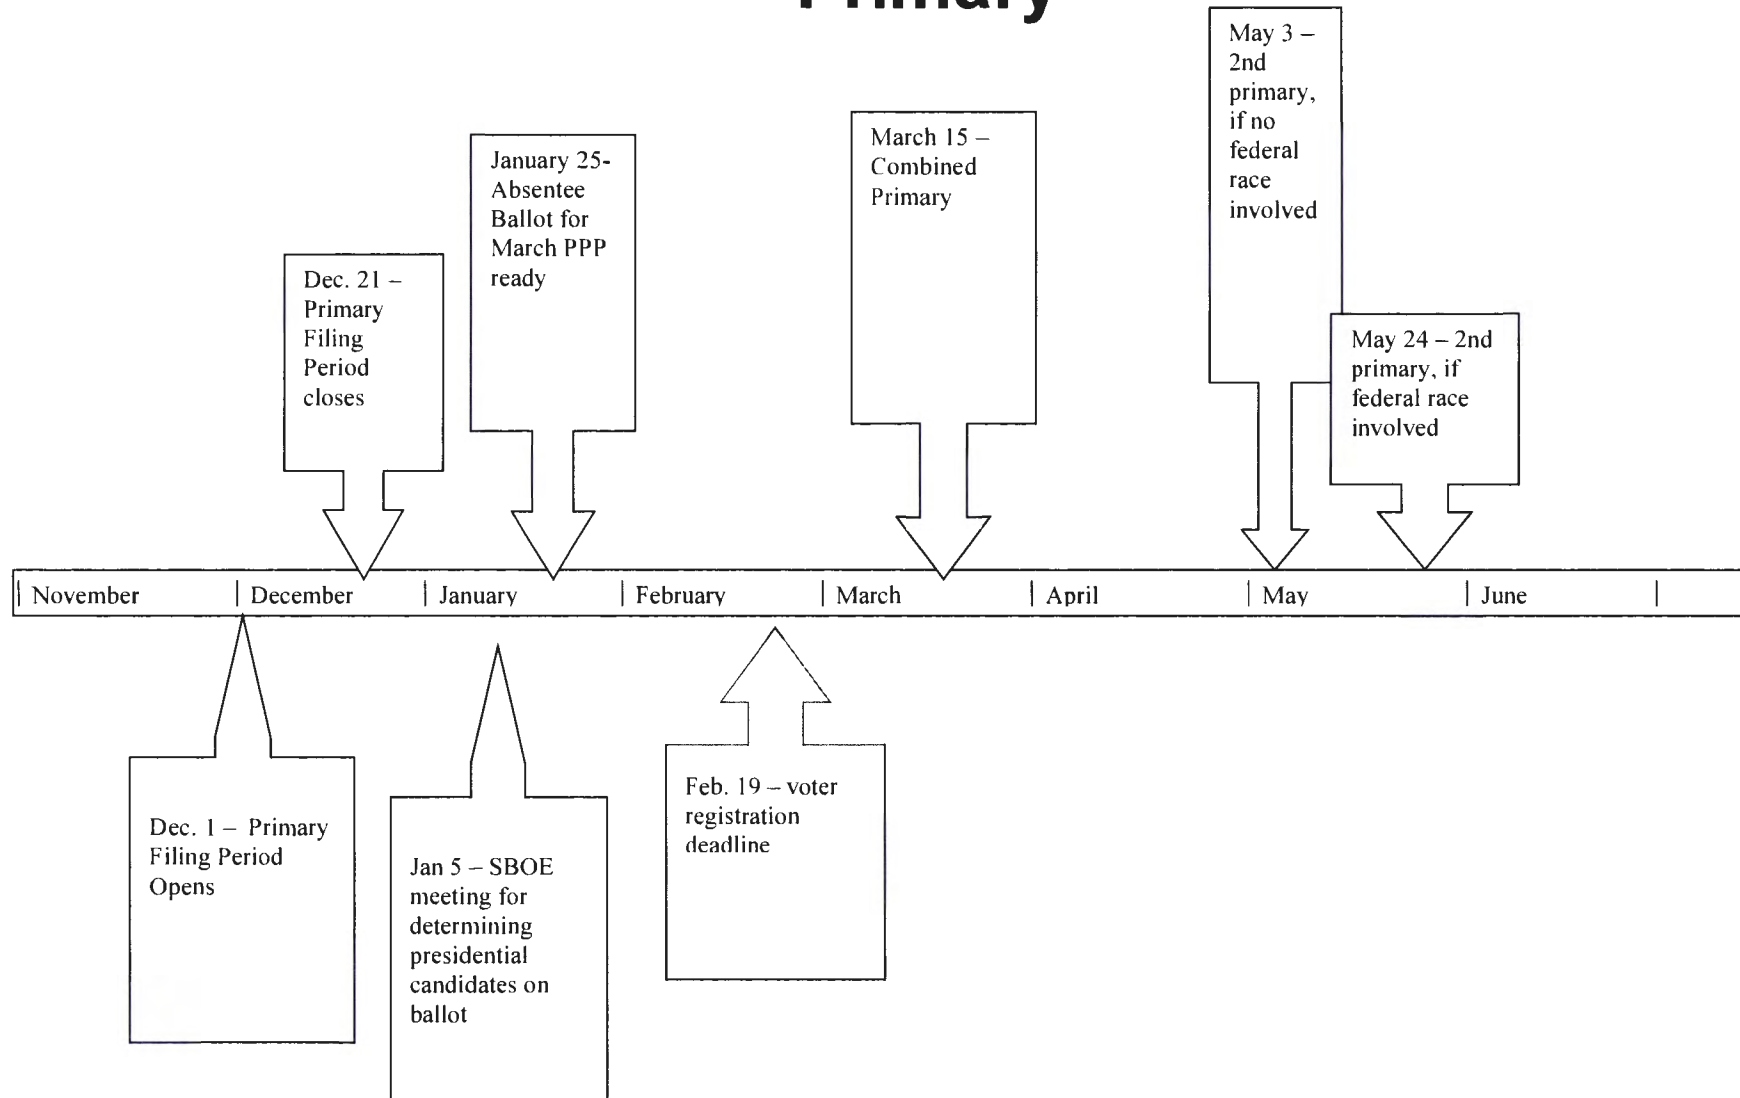 Primary
May 3 –
2nd
primary,
if no
federal
race
involved
March 15 –
Combined
Primary
January 25-
Absentee
Ballot for
March PPP
ready
Dec. 21 –
Primary
Filing
Period
closes
May 24 – 2nd
primary, if
federal race
involved
November
December
January
February
March
April
May
June
Dec. 1 – Primary
Filing Period
Opens
Jan 5 – SBOE
meeting for
determining
presidential
candidates on
ballot
Feb. 19 – voter
registration
deadline